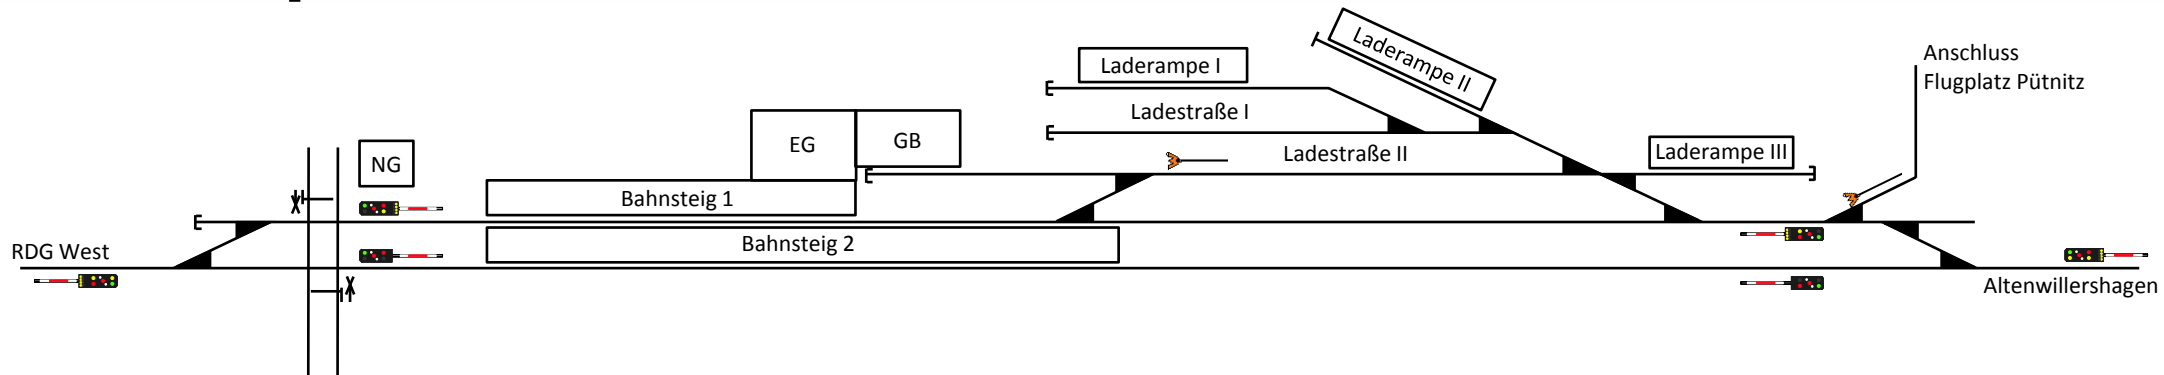 Laderampe I
Laderampe II
Anschluss
Flugplatz Pütnitz
Ladestraße I
EG
GB
NG
Ladestraße II
Laderampe III
Bahnsteig 1
Bahnsteig 2
RDG West
Altenwillershagen